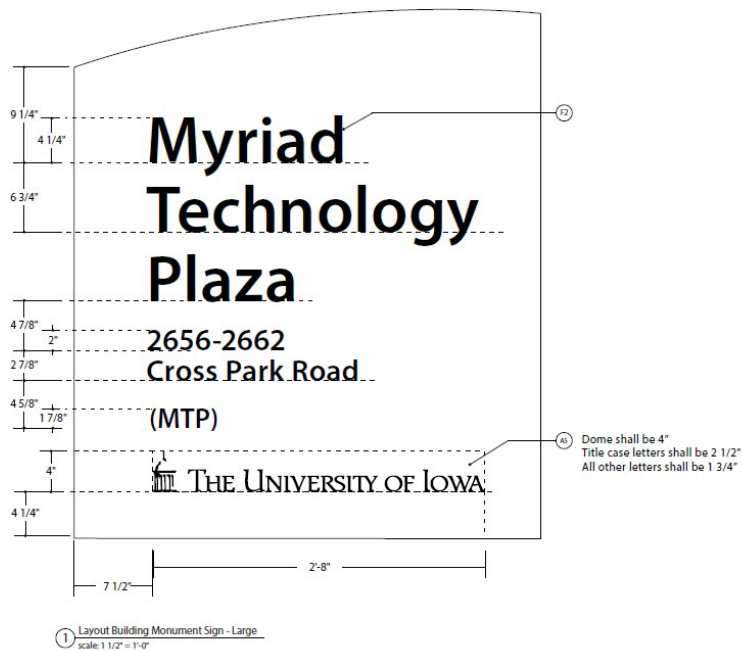 9 1/4"
4 1/4"
Myriad
F2
6 3/4"
Technology
Plaza
4 7/8"
2"
2656-2662
2 7/8"
Cross Park Road
4 5/8"
1 7/8"
(MTP)
A5
Dome shall be 4"
Title case letters shall be 2 1/2"
All other letters shall be 1 3/4"
4"
THE UNIVERSITY OF IOWA
4 1/4"
2'-8"
7 1/2"
1
Layout Building Monument Sign - Large
scale: 1 1/2" = 1'-0"